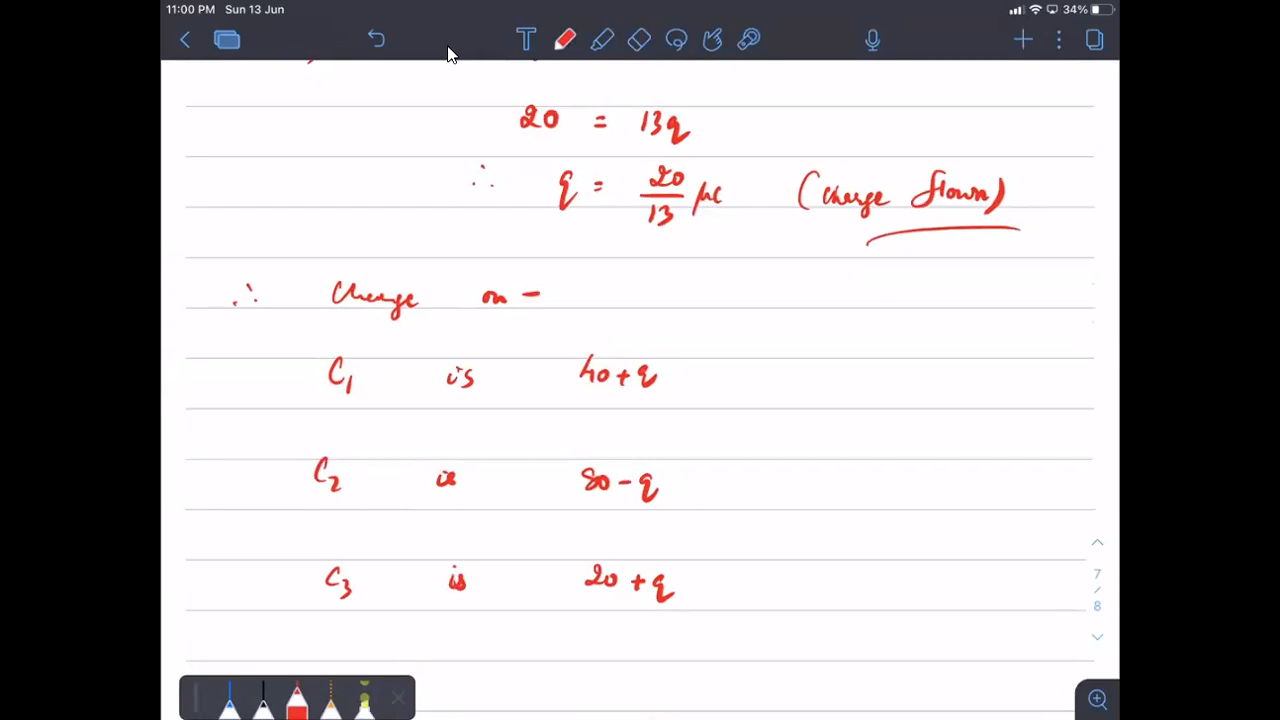 11:00 PM Sun 13 Jun 34%
T
20 = 13q
∴ q = 20/13 μC (Charge flown)
∴ Charge on -
C1 is 40+q
C2 is 80-q
C3 is 20+q
7
/
8